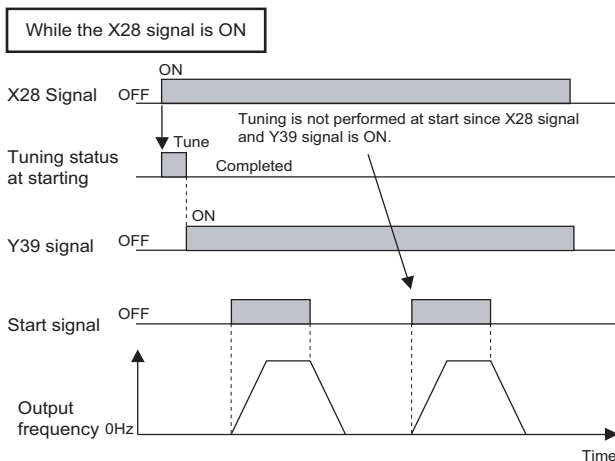 While the X28 signal is ON
ON
X28 Signal OFF
Tuning is not performed at start since X28 signal
and Y39 signal is ON.
Tune
Tuning status
at starting
Completed
ON
Y39 signal OFF
Start signal OFF
Output
frequency 0Hz
Time